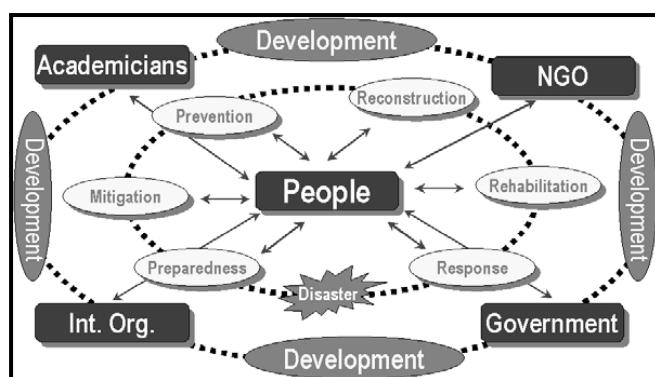 Development
Academicians
NGO
Reconstruction
Prevention
Development
Development
People
Mitigation
Rehabilitation
Preparedness
Response
Disaster
Int. Org.
Government
Development